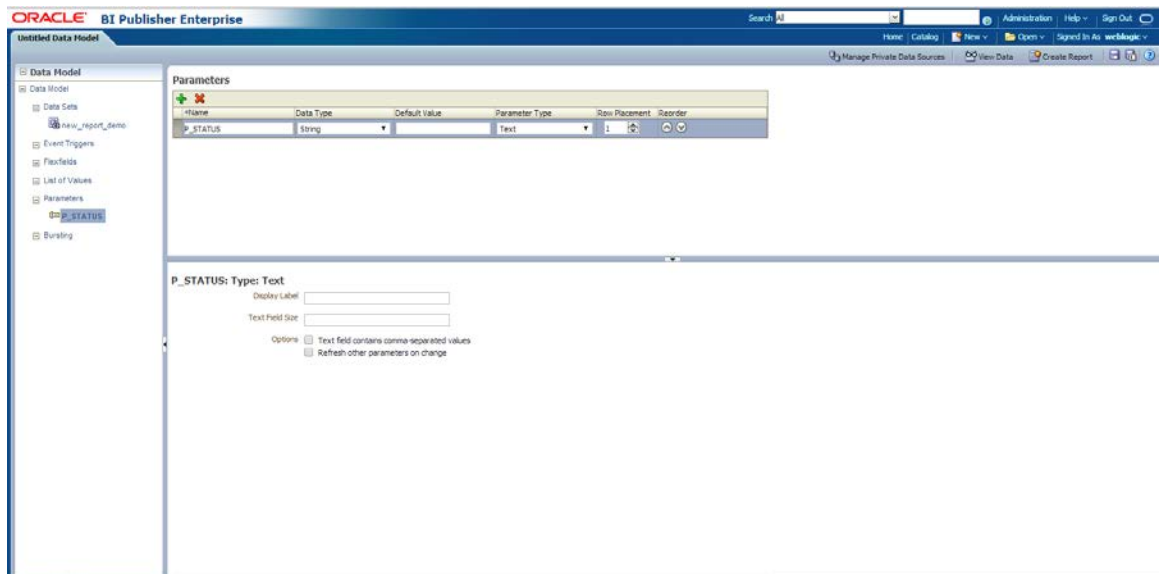 ORACLE BI Publisher Enterprise Search All Administration Help Sign Out
Untitled Data Model Home Catalog New Open Signed In As weblogic
Manage Private Data Sources View Data Create Report
Data Model
Data Model
Data Sets
new_report_demo
Event Triggers
Flexfields
List of Values
Parameters
P_STATUS
Bursting
Parameters
*Name Data Type Default Value Parameter Type Row Placement Reorder
P_STATUS String Text 1
P_STATUS: Type: Text
Display Label
Text Field Size
Options Text field contains comma-separated values
Refresh other parameters on change